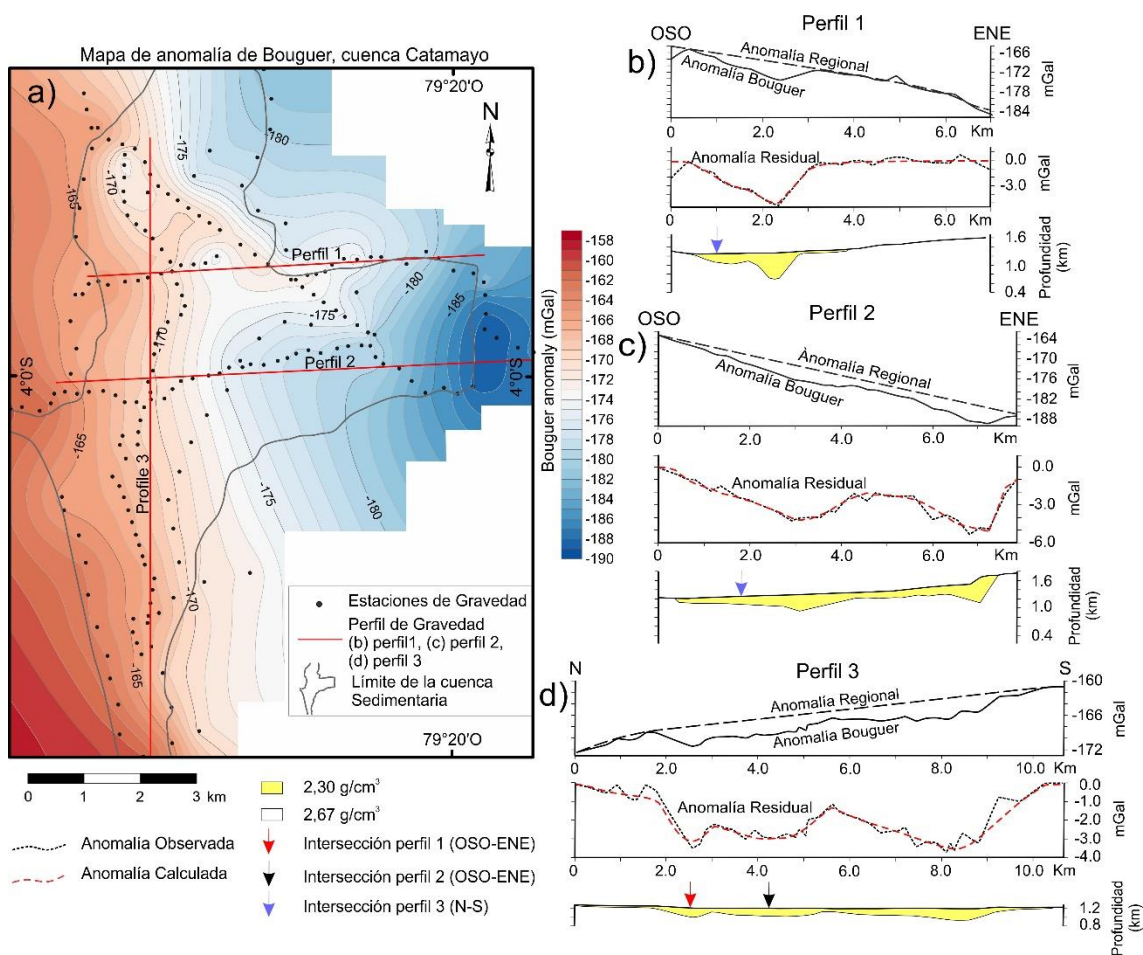 Mapa de anomalía de Bouguer, cuenca Catamayo
a)
79°20'O
N
-180
-175
-170
-165
Perfil 1
-180
-185
-175
-170
Perfil 2
4°0'S
4°0'S
-165
Profile 3
-175
-180
-170
-165
Estaciones de Gravedad
Perfil de Gravedad
(b) perfil1, (c) perfil 2,
(d) perfil 3
Límite de la cuenca
Sedimentaria
79°20'O
Bouguer anomaly (mGal)
-158
-160
-162
-164
-166
-168
-170
-172
-174
-176
-178
-180
-182
-184
-186
-188
-190
0 1 2 3 km
2,30 g/cm³
2,67 g/cm³
Anomalía Observada
Anomalía Calculada
Intersección perfil 1 (OSO-ENE)
Intersección perfil 2 (OSO-ENE)
Intersección perfil 3 (N-S)
Perfil 1
b)
OSO
ENE
Anomalía Regional
Anomalía Bouguer
-166
-172
-178
-184
mGal
0 2.0 4.0 6.0 Km
Anomalía Residual
0.0
-3.0
mGal
1.6
1.0
0.4
Profundidad
(km)
Perfil 2
c)
OSO
ENE
Ànomalía Regional
Anomalía Bouguer
-164
-170
-176
-182
-188
mGal
0 2.0 4.0 6.0 Km
Anomalía Residual
0.0
-3.0
-6.0
mGal
0 2.0 4.0 6.0 Km
1.6
1.0
0.4
Profundidad
(km)
Perfil 3
d)
N
S
Anomalía Regional
Anomalía Bouguer
-160
-166
-172
mGal
0 2.0 4.0 6.0 8.0 10.0 Km
Anomalía Residual
0.0
-1.0
-2.0
-3.0
-4.0
mGal
0 2.0 4.0 6.0 8.0 10.0 Km
1.2
0.8
Profundidad
(km)